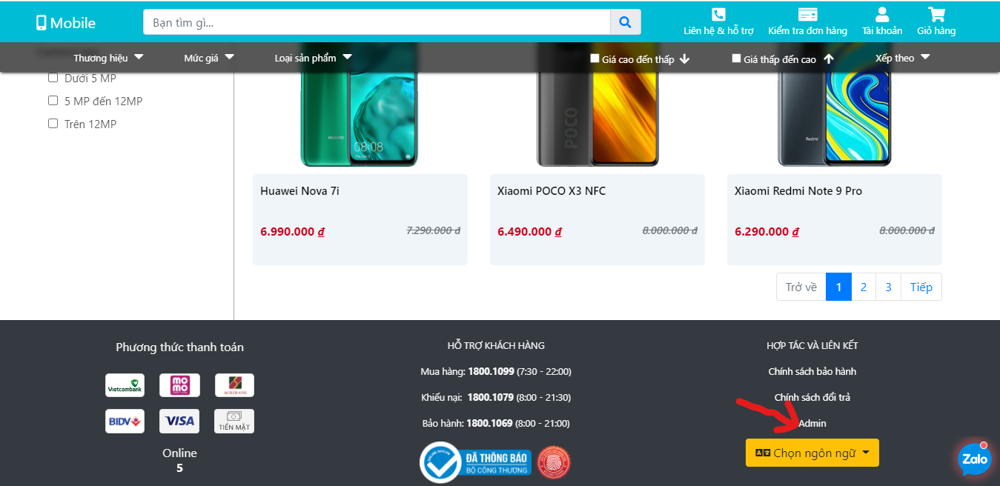 Mobile
Bạn tìm gì...
Liên hệ & hỗ trợ
Kiểm tra đơn hàng
Tài khoản
Giỏ hàng
Thương hiệu
Mức giá
Loại sản phẩm
Giá cao đến thấp
Giá thấp đến cao
Xếp theo
Dưới 5 MP
5 MP đến 12MP
Trên 12MP
HUAWEI
08:08
POCO
Redmi
Huawei Nova 7i
6.990.000 đ 7.290.000 đ
Xiaomi POCO X3 NFC
6.490.000 đ 8.000.000 đ
Xiaomi Redmi Note 9 Pro
6.290.000 đ 8.000.000 đ
Trở về 1 2 3 Tiếp
Phương thức thanh toán
Vietcombank
mo mo
AGRIBANK
BIDV
VISA
TIỀN MẶT
Online
5
HỖ TRỢ KHÁCH HÀNG
Mua hàng: 1800.1099 (7:30 - 22:00)
Khiếu nại: 1800.1079 (8:00 - 21:30)
Bảo hành: 1800.1069 (8:00 - 21:00)
ĐÃ THÔNG BÁO
BỘ CÔNG THƯƠNG
HỢP TÁC VÀ LIÊN KẾT
Chính sách bảo hành
Chính sách đổi trả
Admin
Chọn ngôn ngữ
Zalo